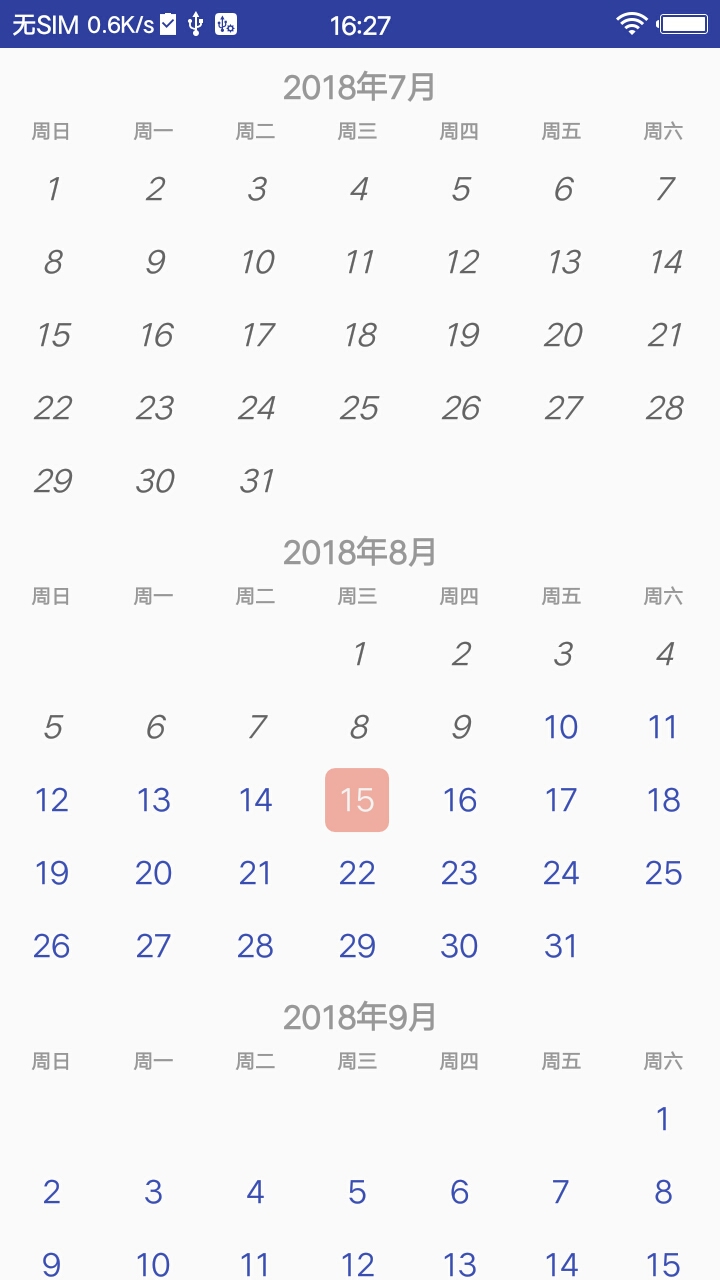 无SIM 0.6K/s 16:27
2018年7月
周日 周一 周二 周三 周四 周五 周六
1 2 3 4 5 6 7
8 9 10 11 12 13 14
15 16 17 18 19 20 21
22 23 24 25 26 27 28
29 30 31
2018年8月
周日 周一 周二 周三 周四 周五 周六
1 2 3 4
5 6 7 8 9 10 11
12 13 14 15 16 17 18
19 20 21 22 23 24 25
26 27 28 29 30 31
2018年9月
周日 周一 周二 周三 周四 周五 周六
1
2 3 4 5 6 7 8
9 10 11 12 13 14 15